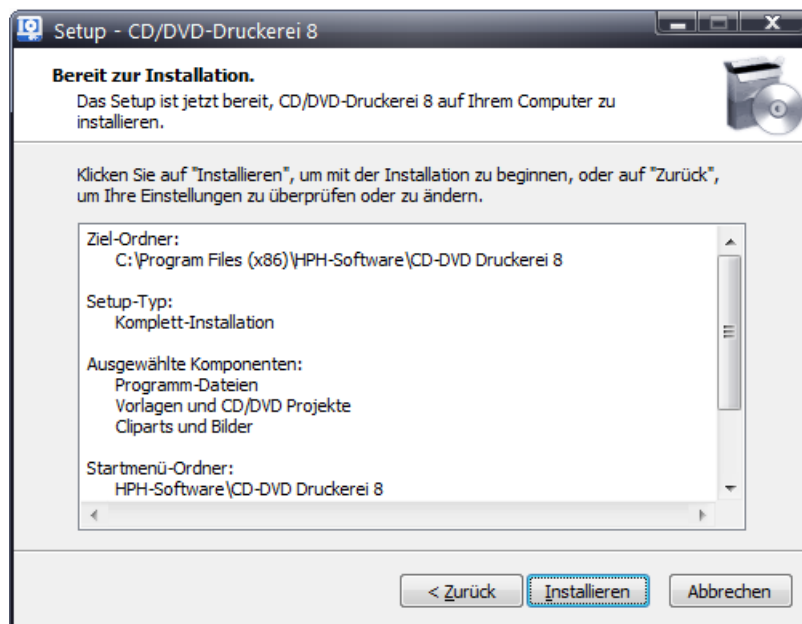 Setup - CD/DVD-Druckerei 8
Bereit zur Installation.
Das Setup ist jetzt bereit, CD/DVD-Druckerei 8 auf Ihrem Computer zu
installieren.
Klicken Sie auf "Installieren", um mit der Installation zu beginnen, oder auf "Zurück",
um Ihre Einstellungen zu überprüfen oder zu ändern.
Ziel-Ordner:
C:\Program Files (x86)\HPH-Software\CD-DVD Druckerei 8
Setup-Typ:
Komplett-Installation
Ausgewählte Komponenten:
Programm-Dateien
Vorlagen und CD/DVD Projekte
Cliparts und Bilder
Startmenü-Ordner:
HPH-Software\CD-DVD Druckerei 8
< Zurück Installieren Abbrechen